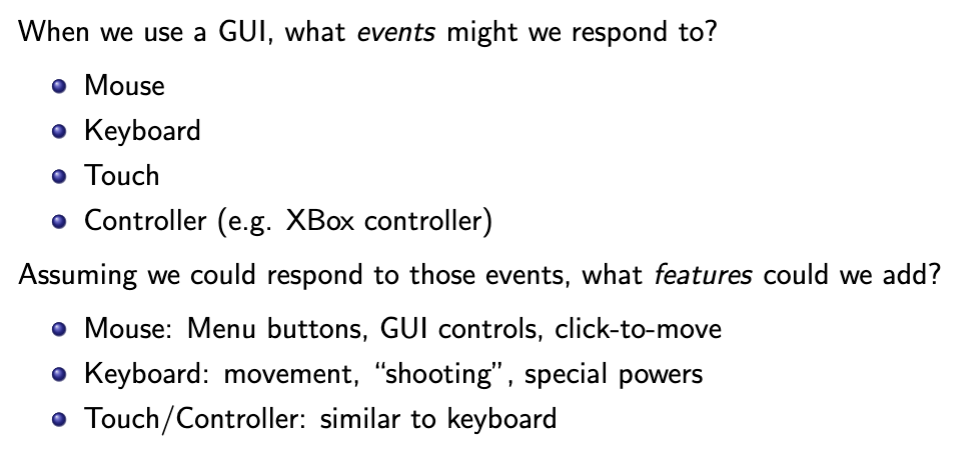 When we use a GUI, what events might we respond to?
Mouse
Keyboard
Touch
Controller (e.g. XBox controller)
Assuming we could respond to those events, what features could we add?
Mouse: Menu buttons, GUI controls, click-to-move
Keyboard: movement, “shooting”, special powers
Touch/Controller: similar to keyboard